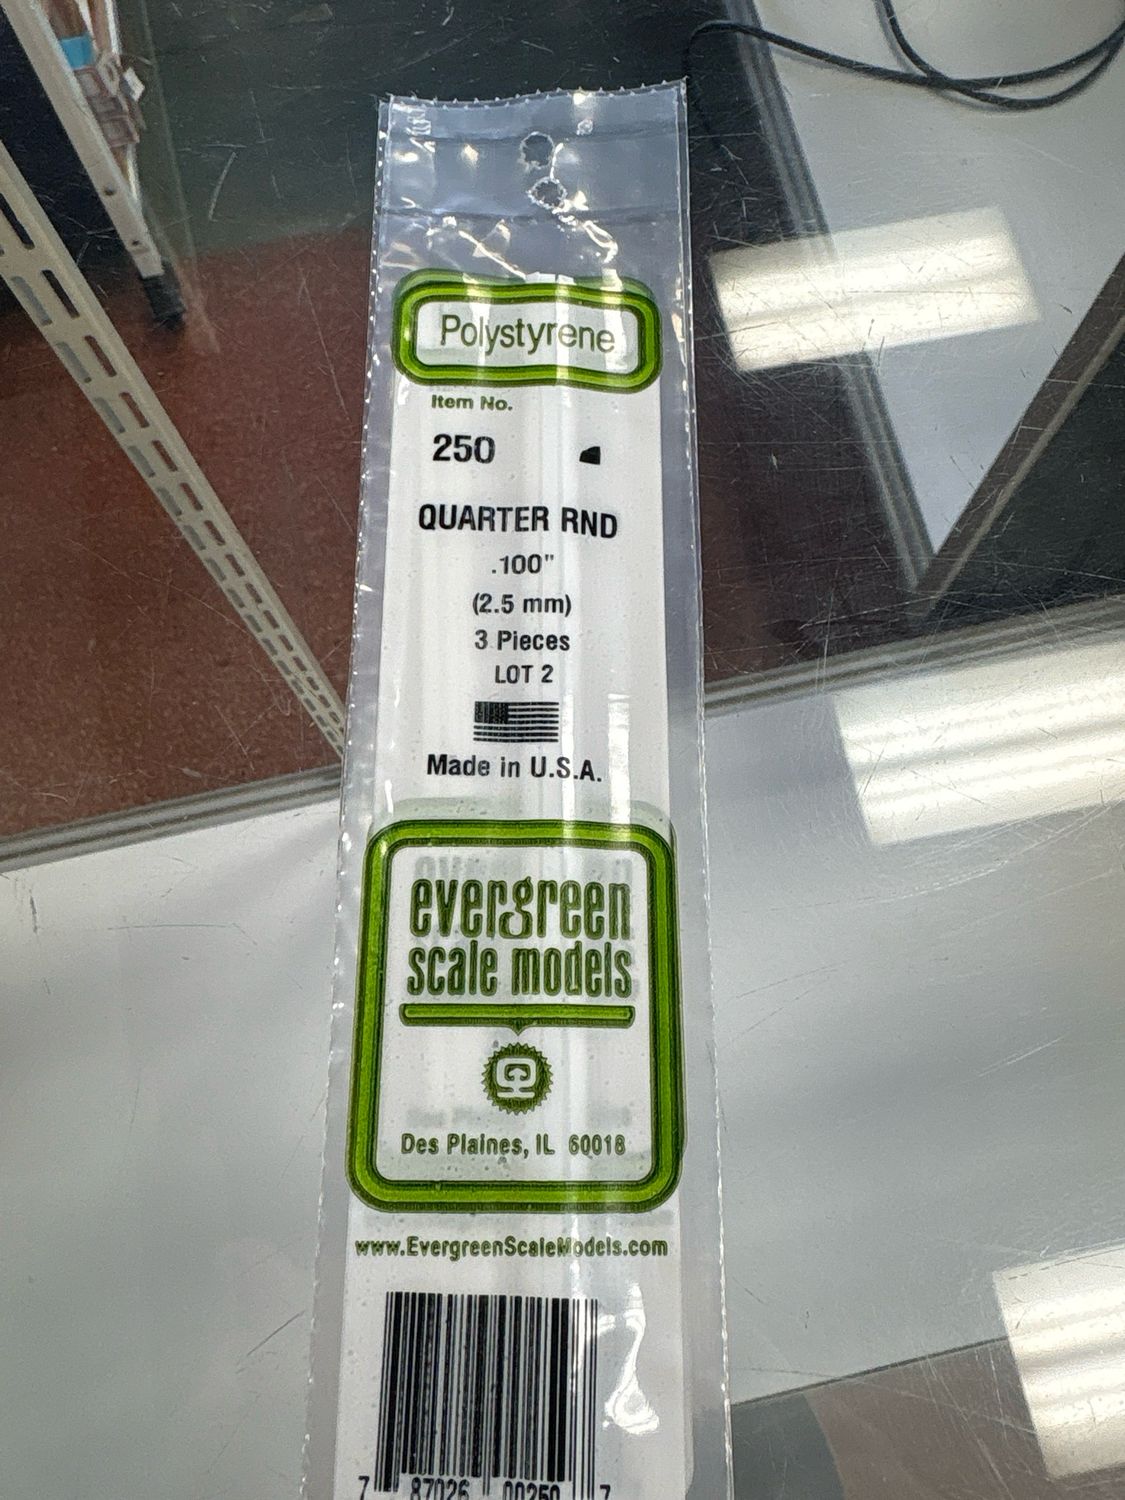 Polystyrene
Item No.
250
QUARTER RND
.100"
(2.5 mm)
3 Pieces
LOT 2
Made in U.S.A.
evergreen
scale models
Des Plaines, IL 60018
www.EvergreenScaleModels.com
7 87026 00250 7